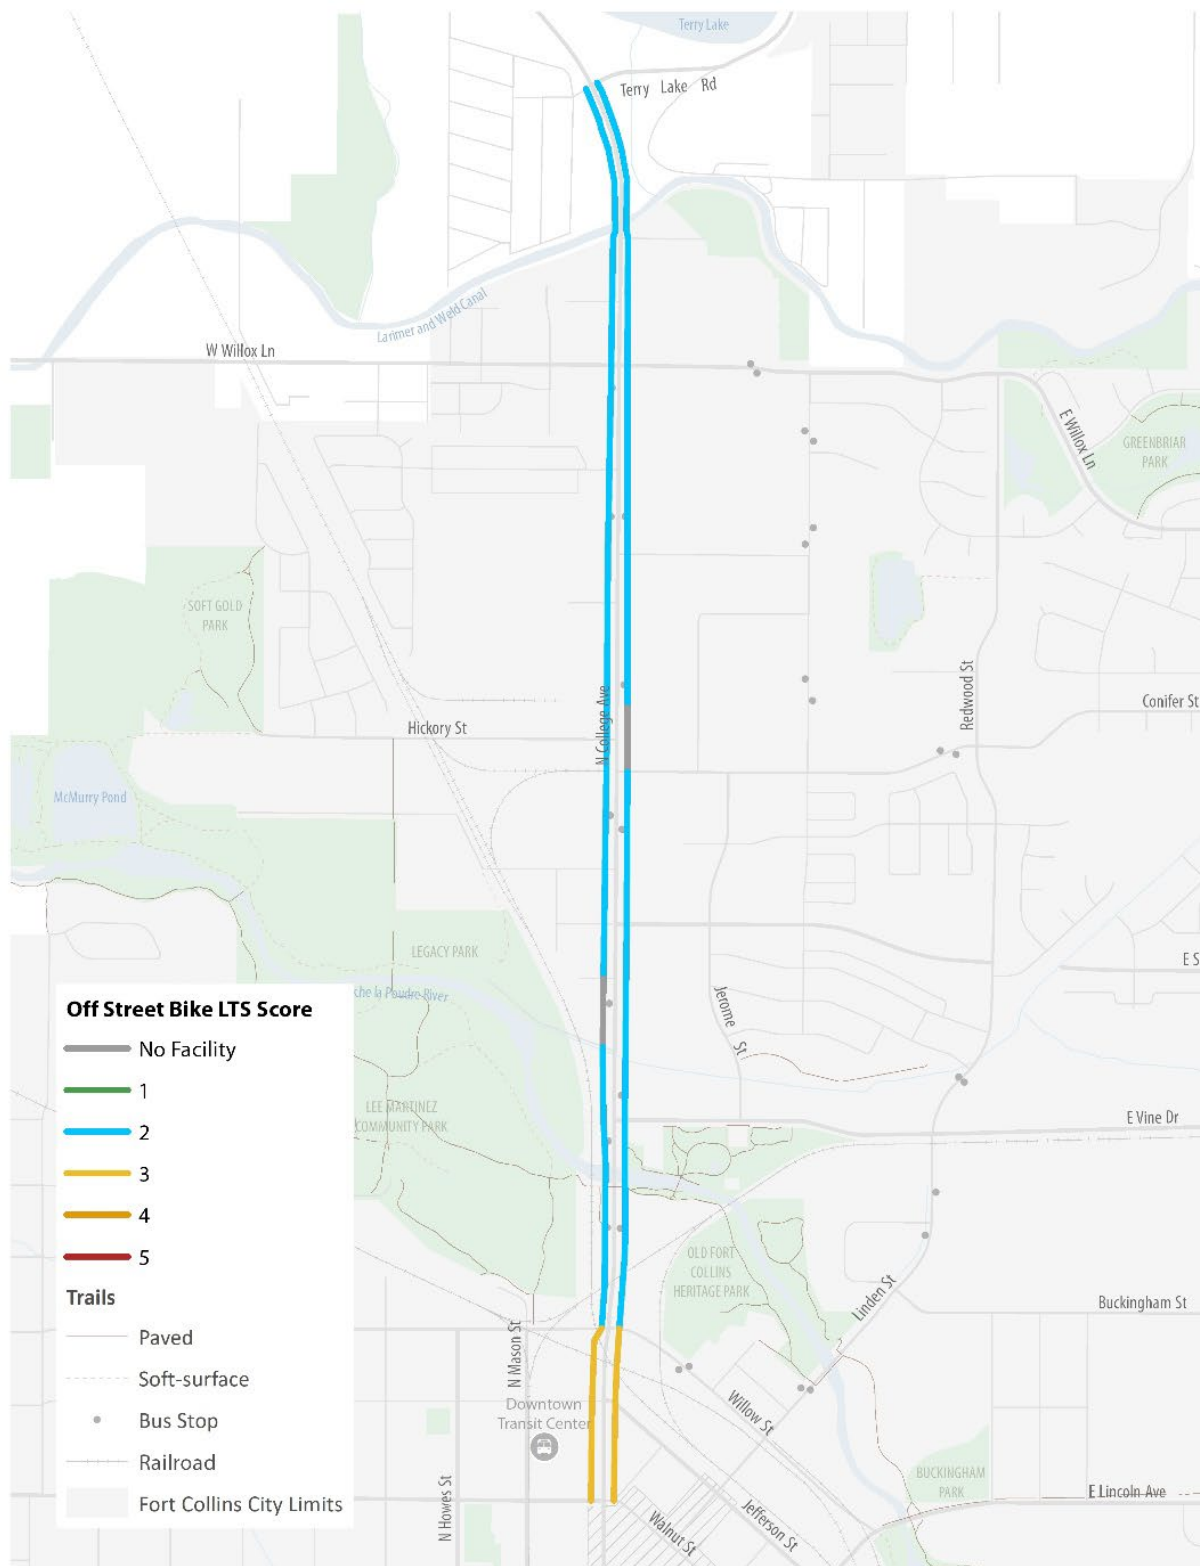 Terry Lake
Terry Lake Rd
Larimer and Weld Canal
W Willox Ln
E Willox Ln
GREENBRIAR
PARK
SOFT GOLD
PARK
N College Ave
Redwood St
Conifer St
Hickory St
McMurry Pond
LEGACY PARK
che la Poudre River
E S
Jerome St
Off Street Bike LTS Score
No Facility
1
2
3
4
5
Trails
Paved
Soft-surface
Bus Stop
Railroad
Fort Collins City Limits
LEE MARTINEZ
COMMUNITY PARK
E Vine Dr
OLD FORT
COLLINS
HERITAGE PARK
Linden St
Buckingham St
N Mason St
Downtown
Transit Center
Willow St
N Howes St
BUCKINGHAM
PARK
E Lincoln Ave
Jefferson St
Walnut St